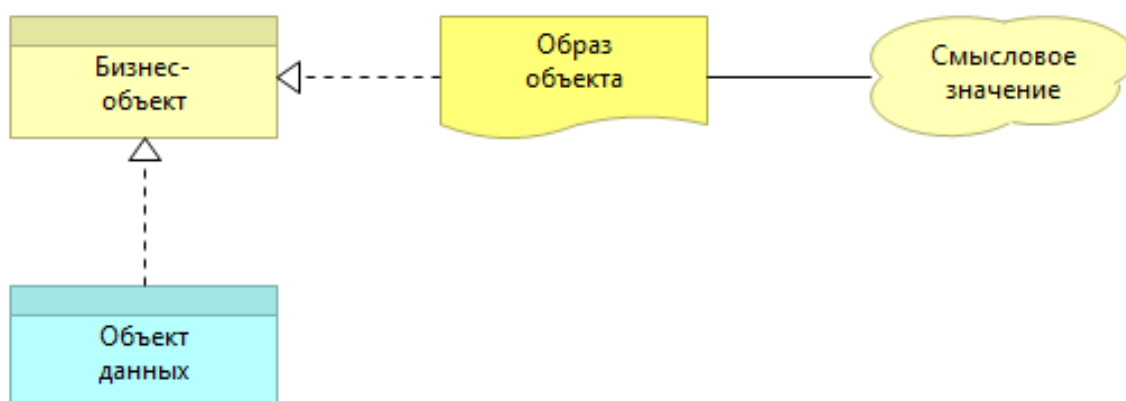 Бизнес-
объект
Образ
объекта
Смысловое
значение
Объект
данных